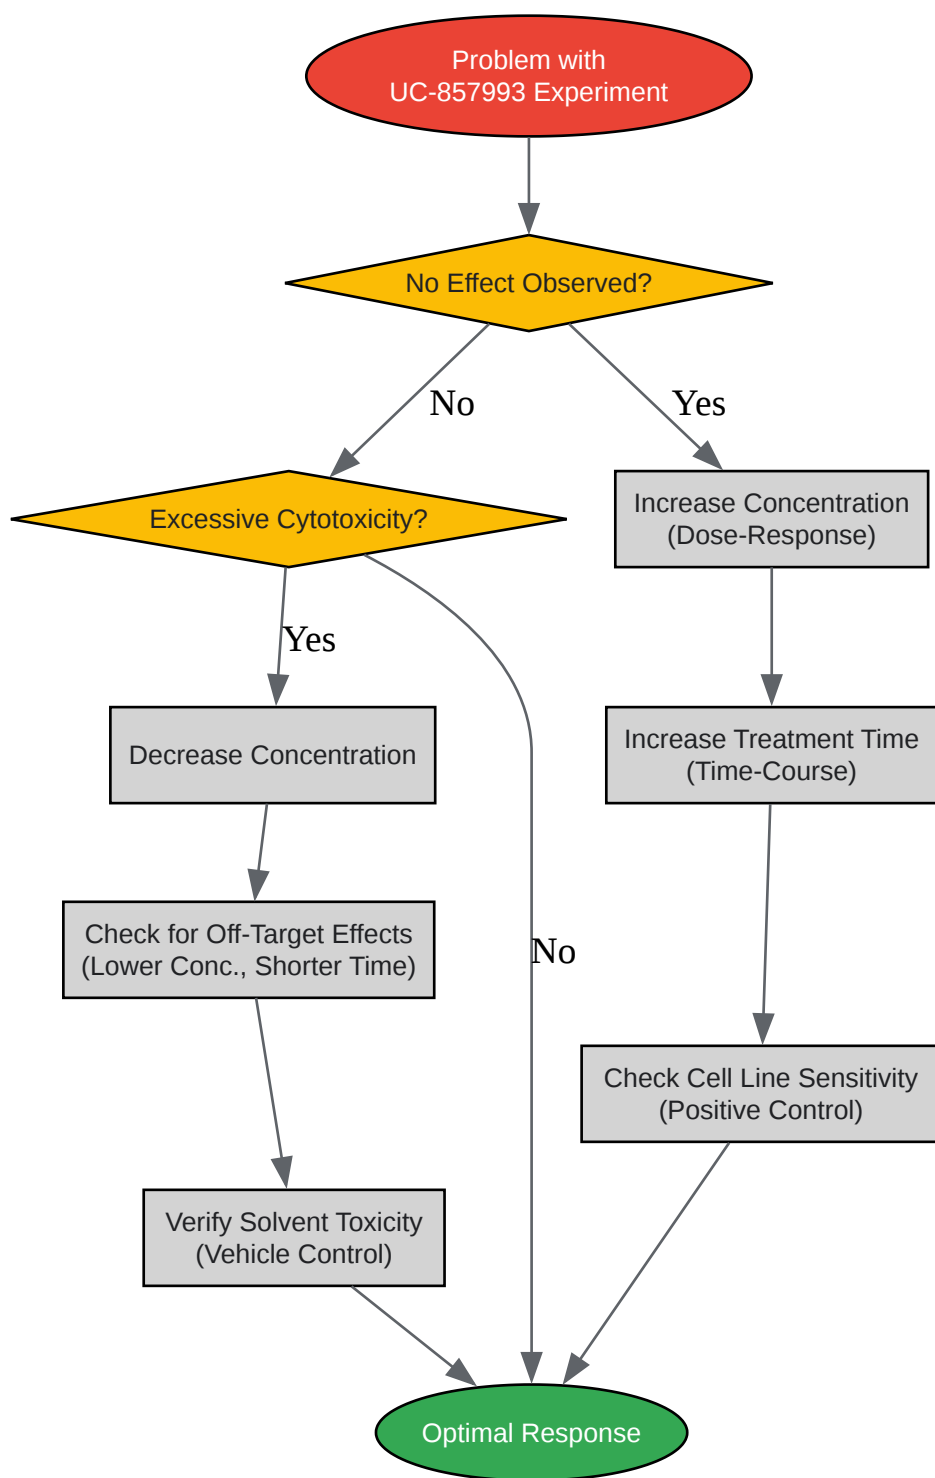 Problem with
UC-857993 Experiment
No Effect Observed?
No
Yes
Excessive Cytotoxicity?
Increase Concentration
(Dose-Response)
Yes
Decrease Concentration
Increase Treatment Time
(Time-Course)
Check for Off-Target Effects
(Lower Conc., Shorter Time)
No
Check Cell Line Sensitivity
(Positive Control)
Verify Solvent Toxicity
(Vehicle Control)
Optimal Response